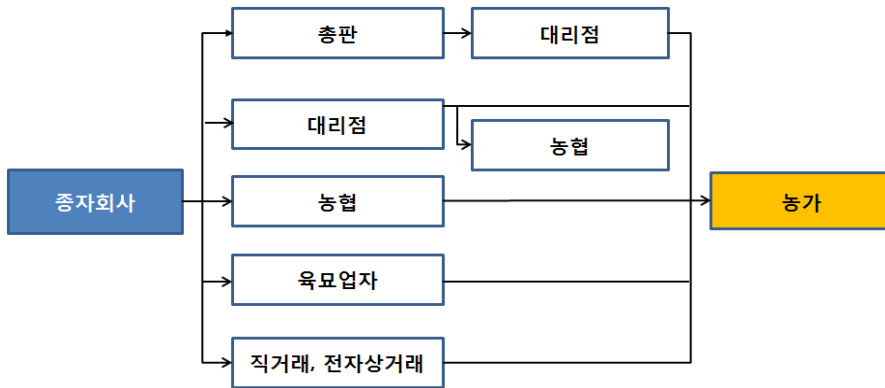 총판
대리점
대리점
농협
종자회사
농협
농가
육묘업자
직거래, 전자상거래